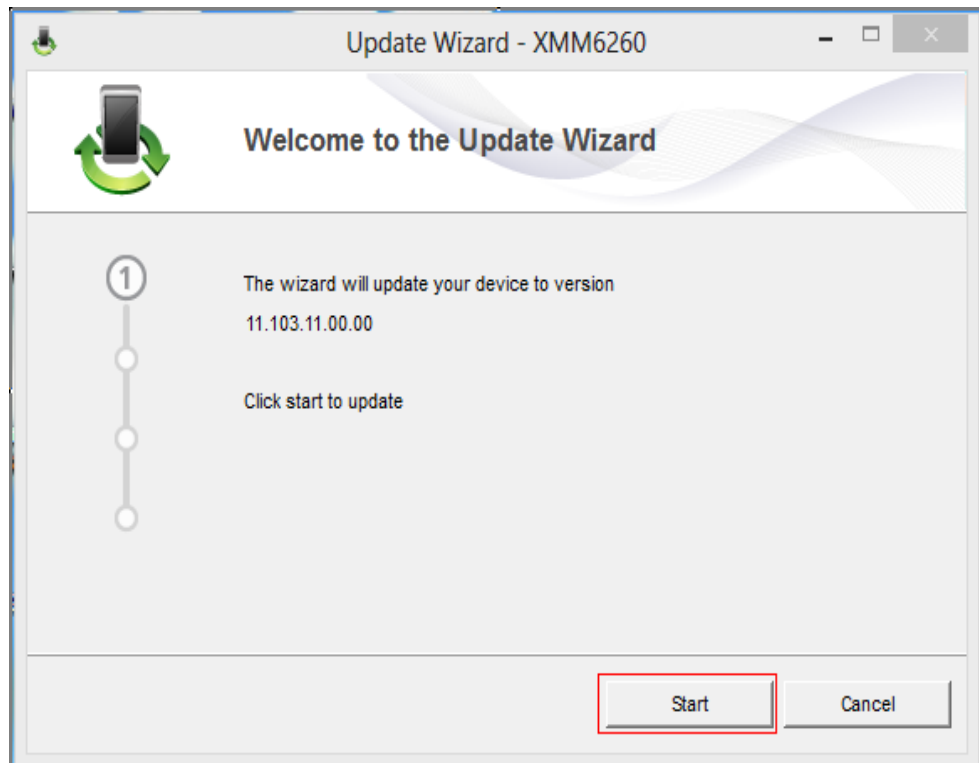 Update Wizard - XMM6260
Welcome to the Update Wizard
1
The wizard will update your device to version
11.103.11.00.00
Click start to update
Start
Cancel